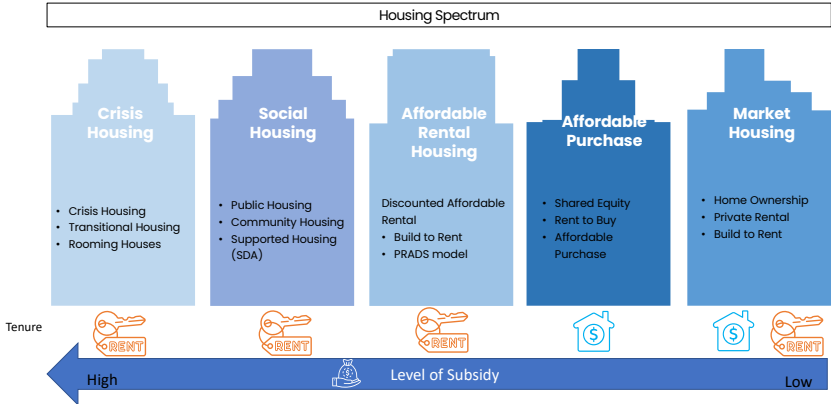 Housing Spectrum
Crisis
Housing
• Crisis Housing
• Transitional Housing
• Rooming Houses
Social
Housing
• Public Housing
• Community Housing
• Supported Housing
(SDA)
Affordable
Rental
Housing
Discounted Affordable
Rental
• Build to Rent
• PRADS model
Affordable
Purchase
• Shared Equity
• Rent to Buy
• Affordable
Purchase
Market
Housing
• Home Ownership
• Private Rental
• Build to Rent
Tenure
RENT
RENT
RENT
$
$
RENT
High
$
Level of Subsidy
Low